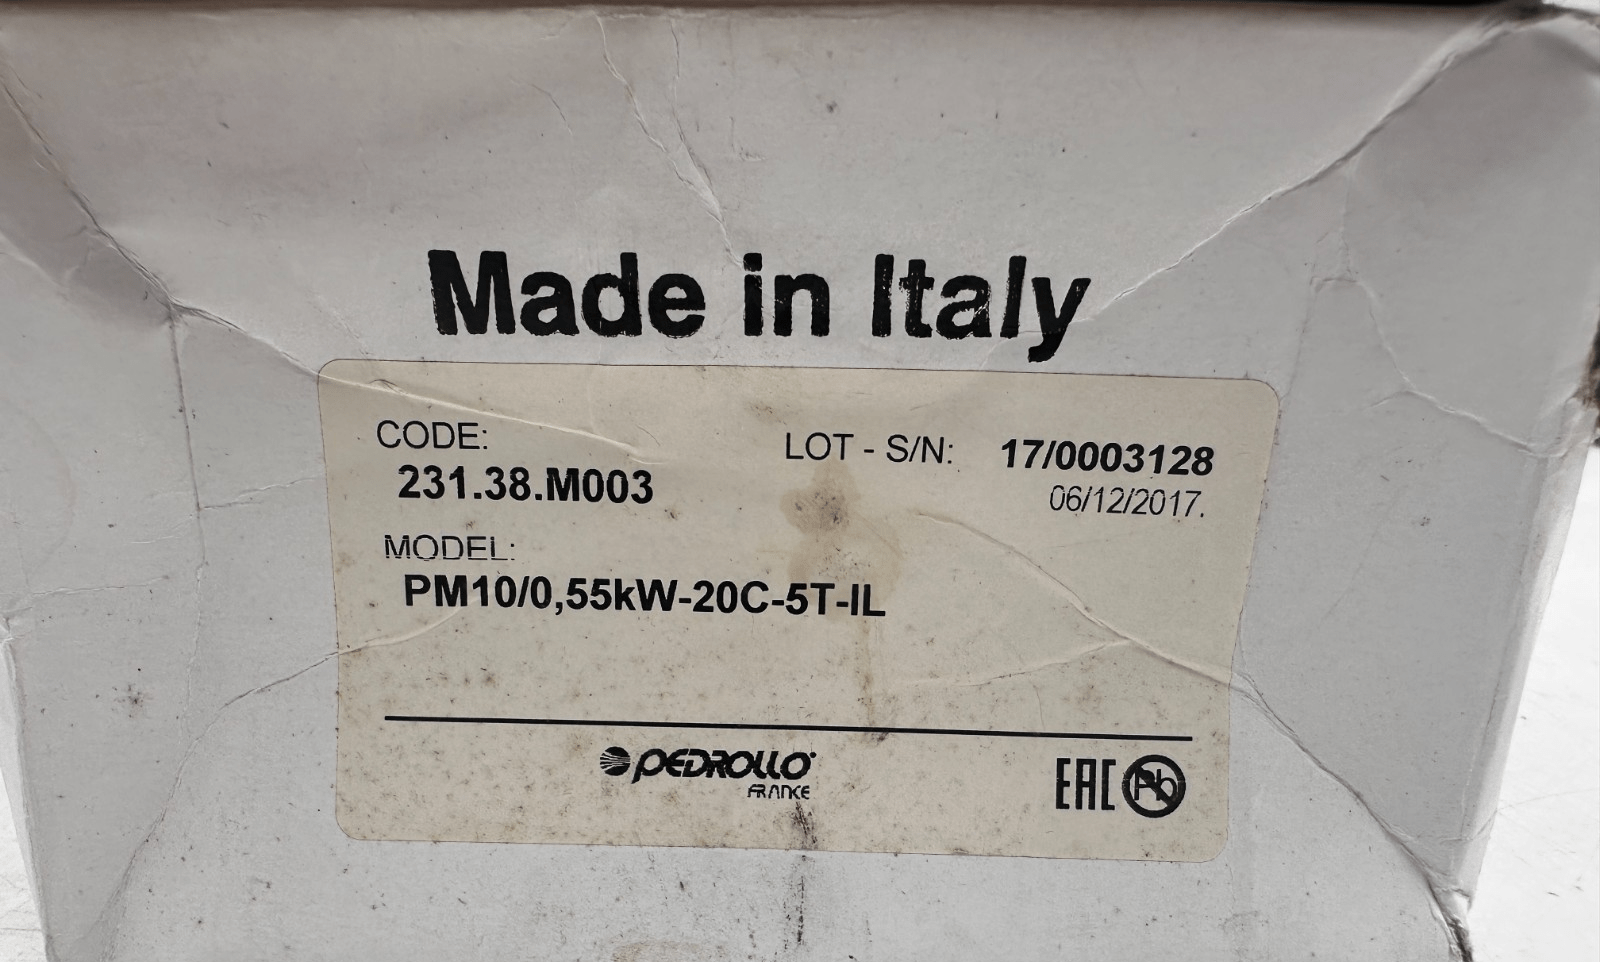 Made in Italy
CODE:
231.38.M003
LOT - S/N: 17/0003128
06/12/2017.
MODEL:
PM10/0,55kW-20C-5T-IL
PEDROLLO
FRANCE
EAC Pb